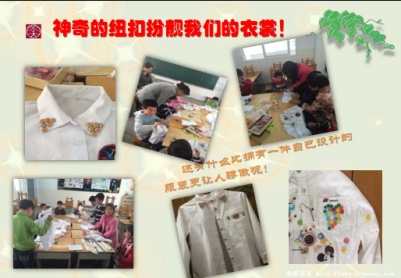 神奇的纽扣扮靓我们的衣裳！
还有什么比拥有一件自己设计的
服装更让人骄傲呢！